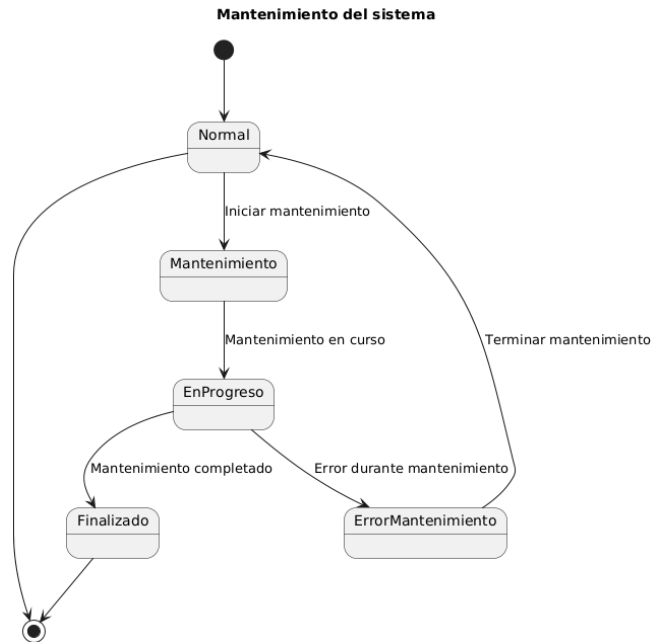 Mantenimiento del sistema
Normal
Iniciar mantenimiento
Mantenimiento
Mantenimiento en curso
Terminar mantenimiento
EnProgreso
Mantenimiento completado
Error durante mantenimiento
Finalizado
ErrorMantenimiento